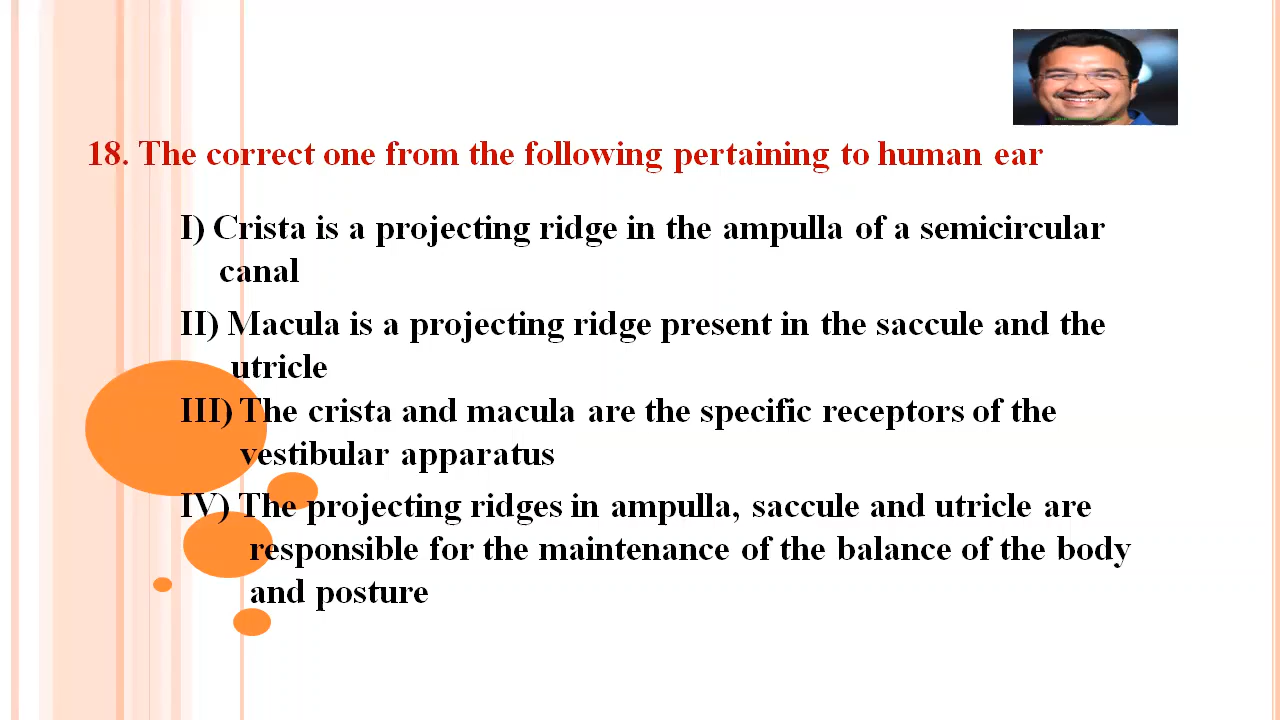 18. The correct one from the following pertaining to human ear
I) Crista is a projecting ridge in the ampulla of a semicircular
canal
II) Macula is a projecting ridge present in the saccule and the
utricle
III) The crista and macula are the specific receptors of the
vestibular apparatus
IV) The projecting ridges in ampulla, saccule and utricle are
responsible for the maintenance of the balance of the body
and posture